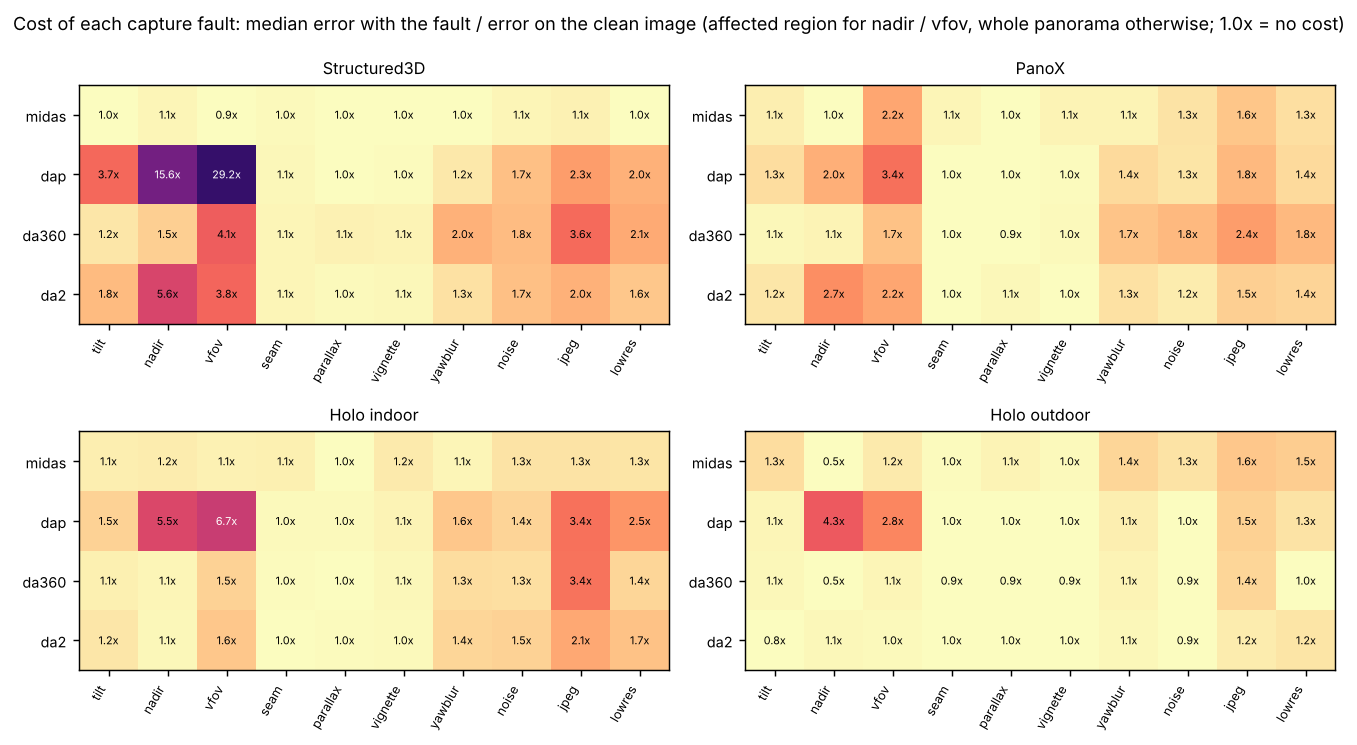 Cost of each capture fault: median error with the fault / error on the clean image (affected region for nadir / vfov, whole panorama otherwise; 1.0x = no cost)
Structured3D
midas 1.0x 1.1x 0.9x 1.0x 1.0x 1.0x 1.0x 1.1x 1.1x 1.0x
dap 3.7x 15.6x 29.2x 1.1x 1.0x 1.0x 1.2x 1.7x 2.3x 2.0x
da360 1.2x 1.5x 4.1x 1.1x 1.1x 1.1x 2.0x 1.8x 3.6x 2.1x
da2 1.8x 5.6x 3.8x 1.1x 1.0x 1.1x 1.3x 1.7x 2.0x 1.6x
tilt nadir vfov seam parallax vignette yawblur noise jpeg lowres
PanoX
midas 1.1x 1.0x 2.2x 1.1x 1.0x 1.1x 1.1x 1.3x 1.6x 1.3x
dap 1.3x 2.0x 3.4x 1.0x 1.0x 1.0x 1.4x 1.3x 1.8x 1.4x
da360 1.1x 1.1x 1.7x 1.0x 0.9x 1.0x 1.7x 1.8x 2.4x 1.8x
da2 1.2x 2.7x 2.2x 1.0x 1.1x 1.0x 1.3x 1.2x 1.5x 1.4x
tilt nadir vfov seam parallax vignette yawblur noise jpeg lowres
Holo indoor
midas 1.1x 1.2x 1.1x 1.1x 1.0x 1.2x 1.1x 1.3x 1.3x 1.3x
dap 1.5x 5.5x 6.7x 1.0x 1.0x 1.1x 1.6x 1.4x 3.4x 2.5x
da360 1.1x 1.1x 1.5x 1.0x 1.0x 1.1x 1.3x 1.3x 3.4x 1.4x
da2 1.2x 1.1x 1.6x 1.0x 1.0x 1.0x 1.4x 1.5x 2.1x 1.7x
tilt nadir vfov seam parallax vignette yawblur noise jpeg lowres
Holo outdoor
midas 1.3x 0.5x 1.2x 1.0x 1.1x 1.0x 1.4x 1.3x 1.6x 1.5x
dap 1.1x 4.3x 2.8x 1.0x 1.0x 1.0x 1.1x 1.0x 1.5x 1.3x
da360 1.1x 0.5x 1.1x 0.9x 0.9x 0.9x 1.1x 0.9x 1.4x 1.0x
da2 0.8x 1.1x 1.0x 1.0x 1.0x 1.0x 1.1x 0.9x 1.2x 1.2x
tilt nadir vfov seam parallax vignette yawblur noise jpeg lowres